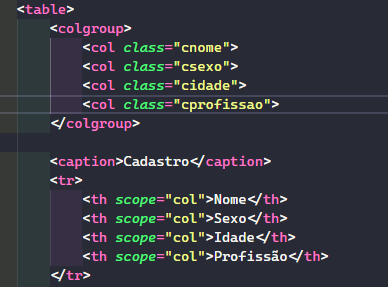 <table>
<colgroup>
<col class="cnome">
<col class="csexo">
<col class="cidade">
<col class="cprofissao">
</colgroup>
<caption>Cadastro</caption>
<tr>
<th scope="col">Nome</th>
<th scope="col">Sexo</th>
<th scope="col">Idade</th>
<th scope="col">Profissão</th>
</tr>